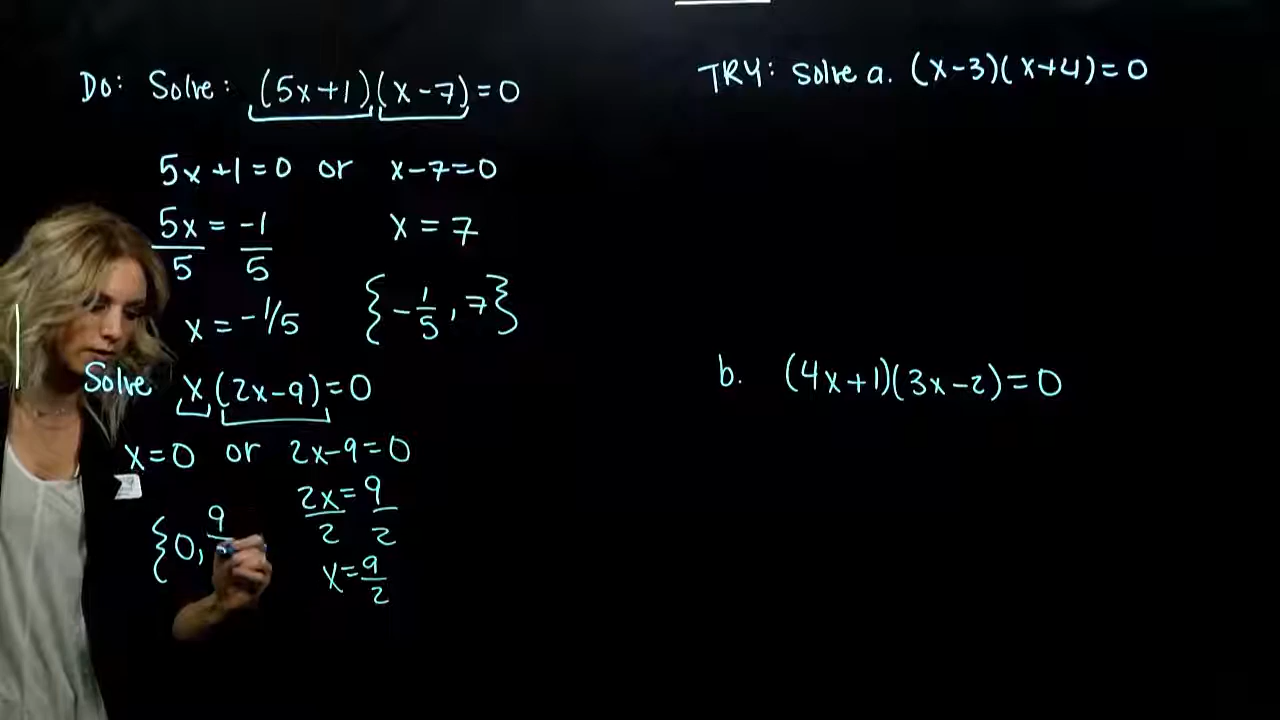 Do: Solve: (5x+1)(x-7)=0
5x+1=0 or x-7=0
5x/5 = -1/5 x = 7
x = -1/5 {-1/5, 7}
Solve x(2x-9)=0
x=0 or 2x-9=0
2x/2 = 9/2
{0, 9
x = 9/2
TRY: Solve a. (x-3)(x+4)=0
b. (4x+1)(3x-2)=0